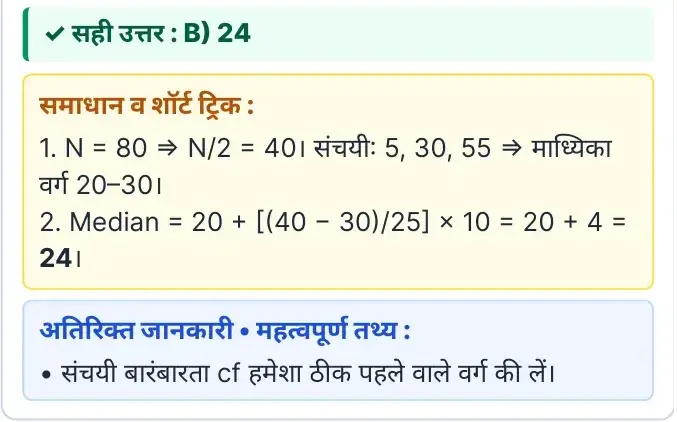 ✓ सही उत्तर : B) 24
समाधान व शॉर्ट ट्रिक :
1. N = 80 ⇒ N/2 = 40। संचयीः 5, 30, 55 ⇒ माध्यिका
वर्ग 20–30।
2. Median = 20 + [(40 − 30)/25] × 10 = 20 + 4 =
24।
अतिरिक्त जानकारी • महत्वपूर्ण तथ्य :
• संचयी बारंबारता cf हमेशा ठीक पहले वाले वर्ग की लें।